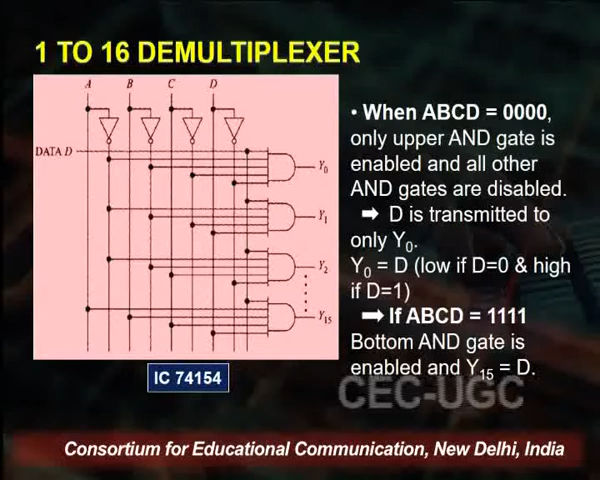 1 TO 16 DEMULTIPLEXER
A B C D
DATA D
Y0
Y1
Y2
Y15
IC 74154
• When ABCD = 0000,
only upper AND gate is
enabled and all other
AND gates are disabled.
➡ D is transmitted to
only Y0.
Y0 = D (low if D=0 & high
if D=1)
➡ If ABCD = 1111
Bottom AND gate is
enabled and Y15 = D.
CEC-UGC
Consortium for Educational Communication, New Delhi, India